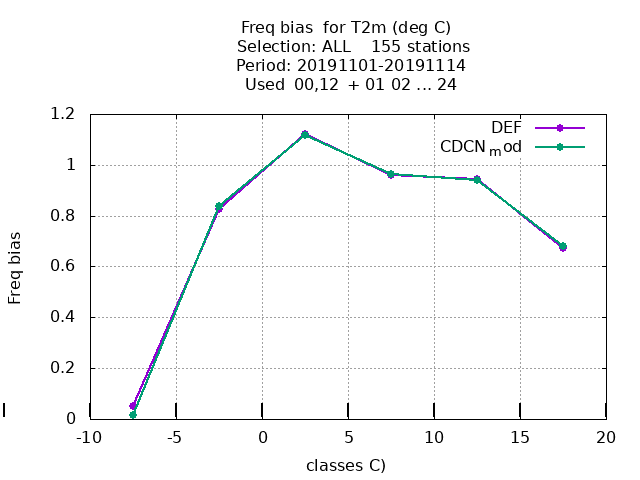 Freq bias  for T2m (deg C)
Selection: ALL    155 stations
Period: 20191101-20191114
Used  00,12  + 01 02 ... 24
DEF
CDCNmod
1.2
1
0.8
0.6
0.4
0.2
0
Freq bias
-10
-5
0
5
10
15
20
classes C)